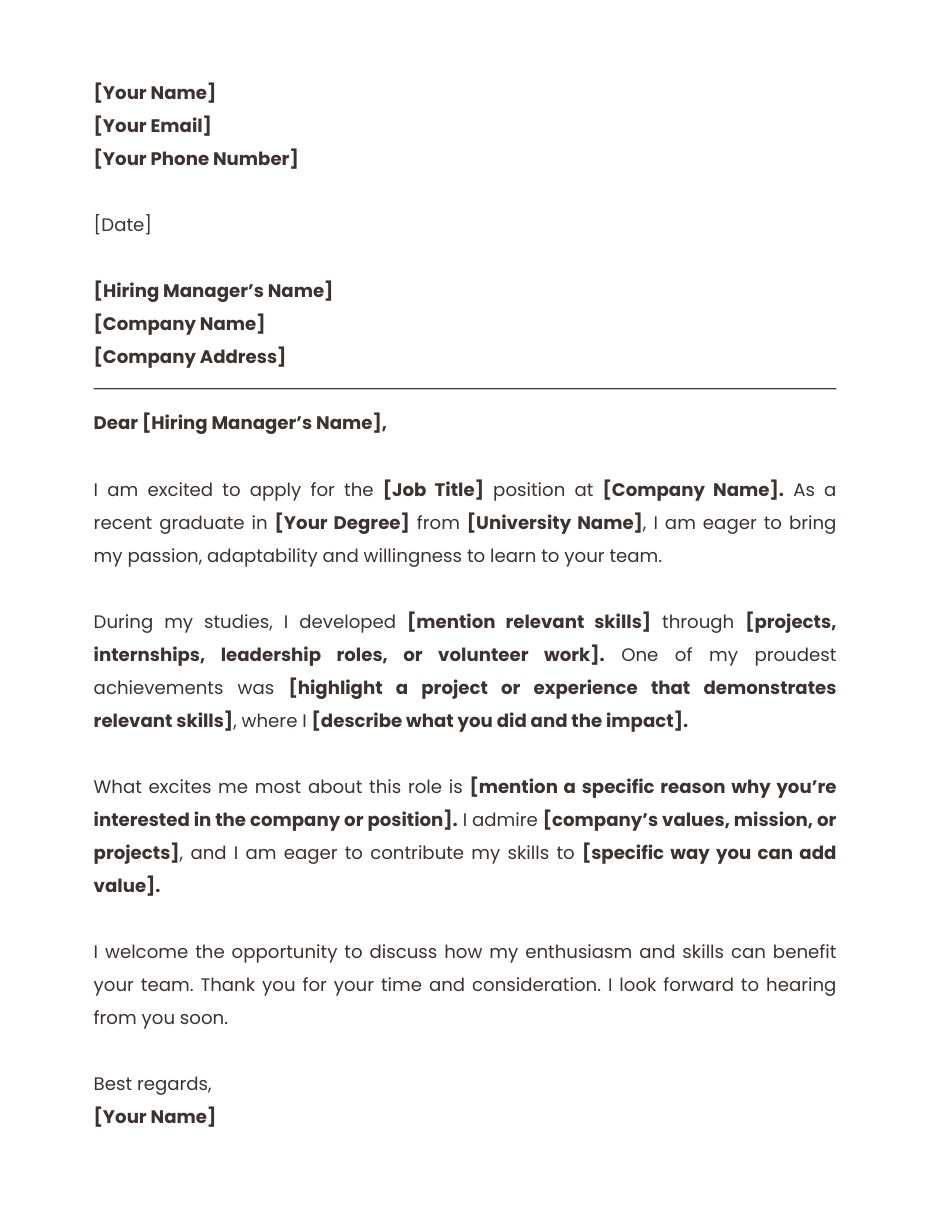 [Your Name]
[Your Email]
[Your Phone Number]
[Date]
[Hiring Manager’s Name]
[Company Name]
[Company Address]
Dear [Hiring Manager’s Name],
I am excited to apply for the [Job Title] position at [Company Name]. As a
recent graduate in [Your Degree] from [University Name], I am eager to bring
my passion, adaptability and willingness to learn to your team.
During my studies, I developed [mention relevant skills] through [projects,
internships, leadership roles, or volunteer work]. One of my proudest
achievements was [highlight a project or experience that demonstrates
relevant skills], where I [describe what you did and the impact].
What excites me most about this role is [mention a specific reason why you’re
interested in the company or position]. I admire [company’s values, mission, or
projects], and I am eager to contribute my skills to [specific way you can add
value].
I welcome the opportunity to discuss how my enthusiasm and skills can benefit
your team. Thank you for your time and consideration. I look forward to hearing
from you soon.
Best regards,
[Your Name]